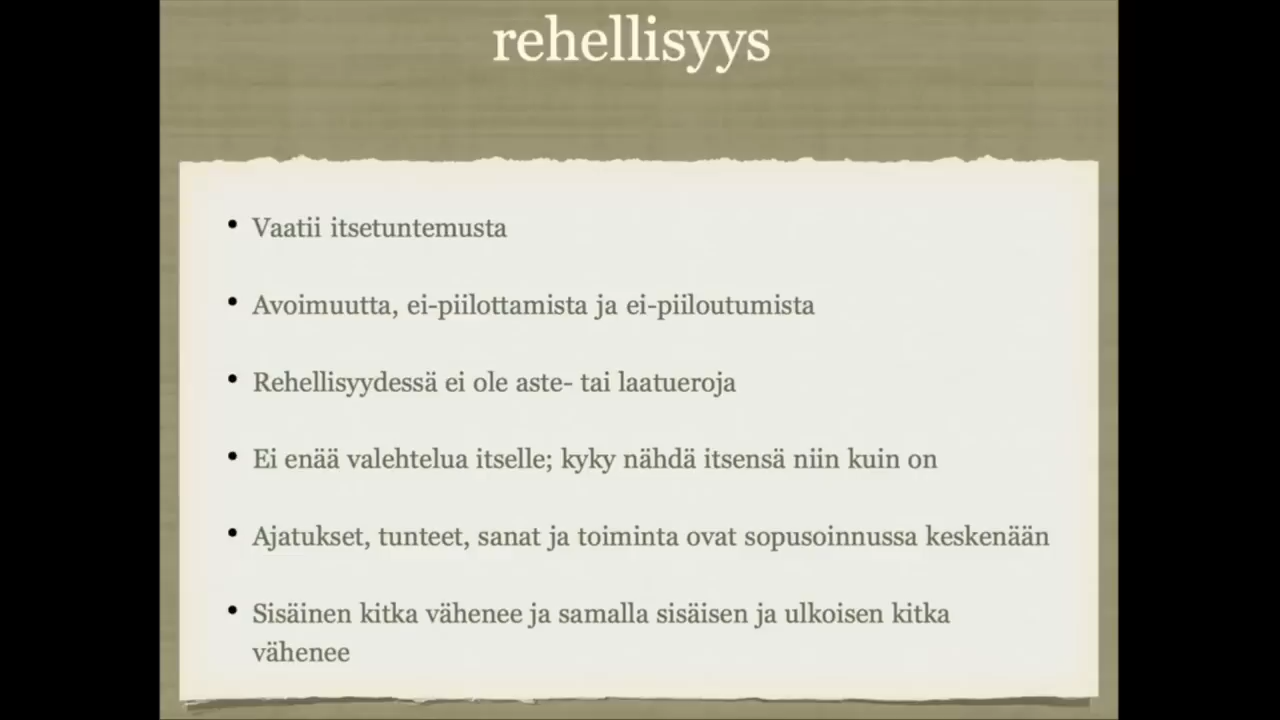 rehellisyys
• Vaatii itsetuntemusta
• Avoimuutta, ei-piilottamista ja ei-piiloutumista
• Rehellisyydessä ei ole aste- tai laatueroja
• Ei enää valehtelua itselle; kyky nähdä itsensä niin kuin on
• Ajatukset, tunteet, sanat ja toiminta ovat sopusoinnussa keskenään
• Sisäinen kitka vähenee ja samalla sisäisen ja ulkoisen kitka
vähenee